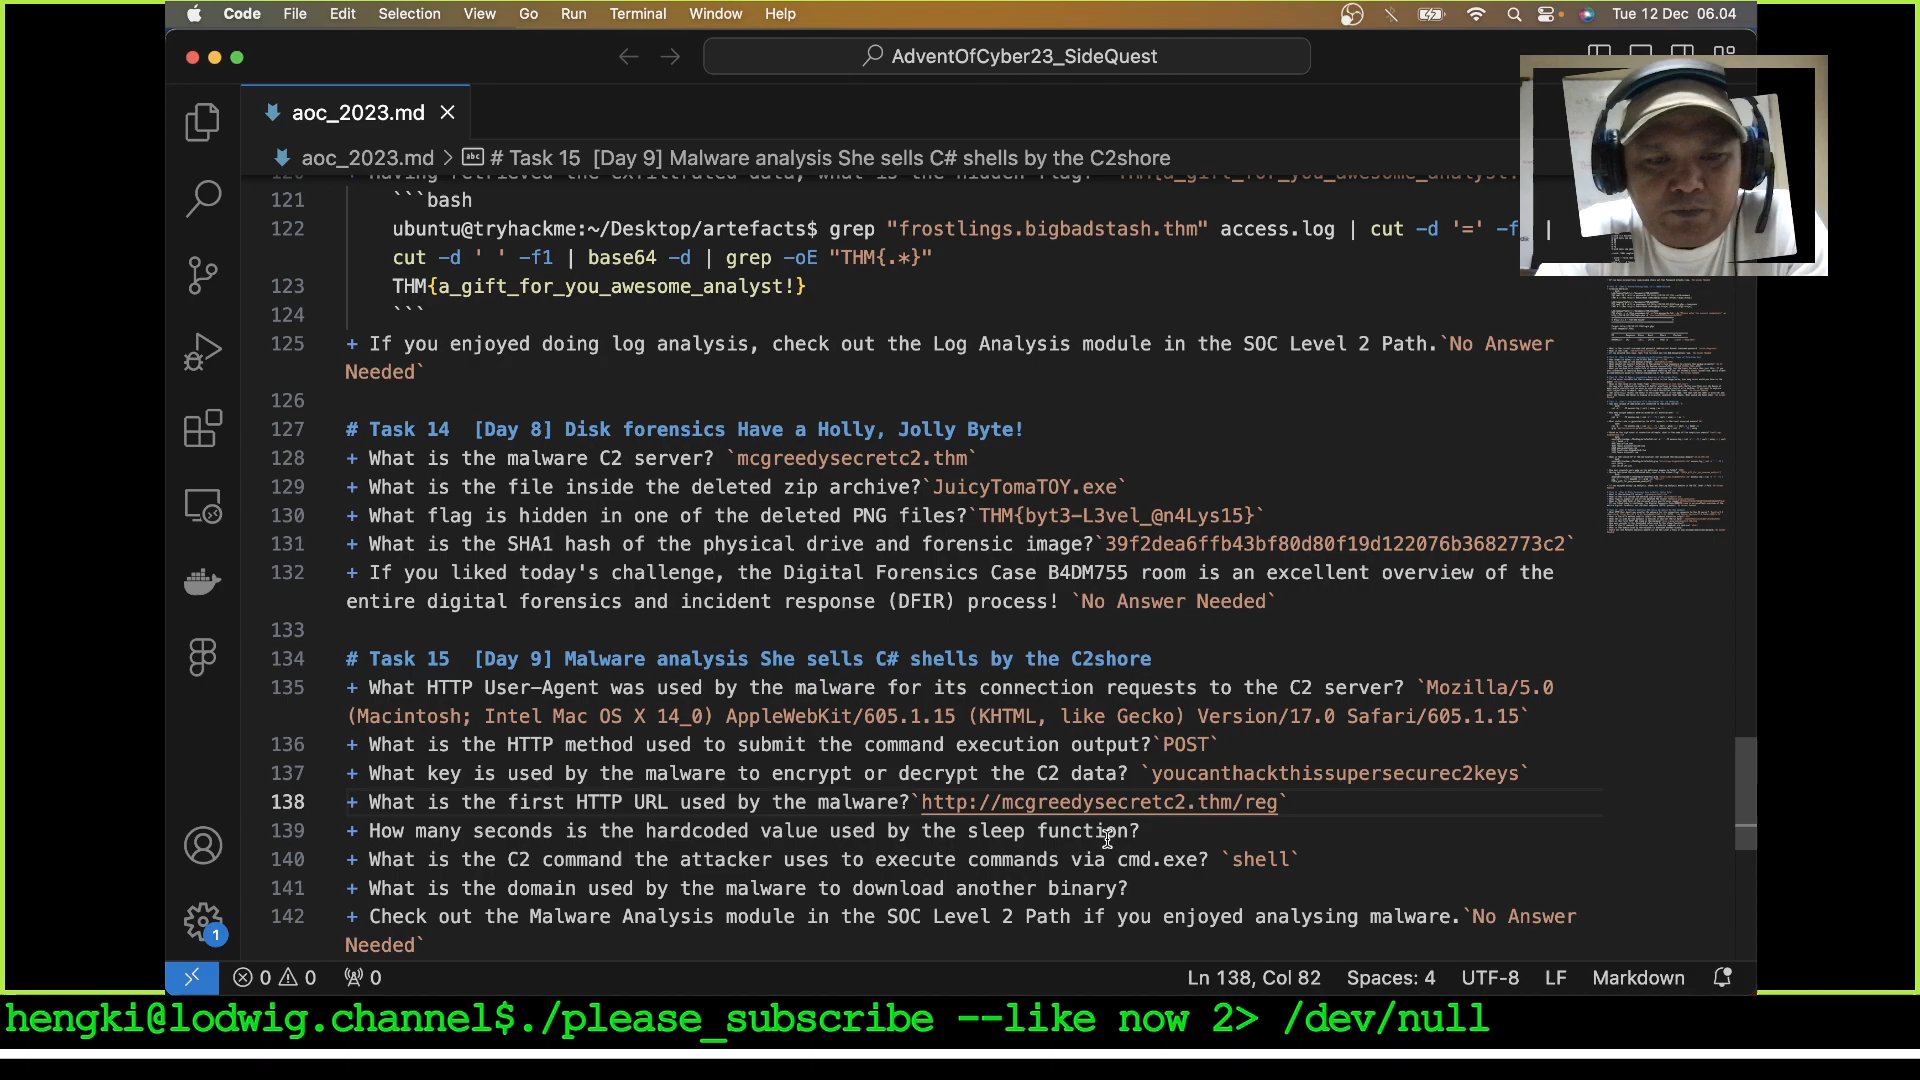 Code File Edit Selection View Go Run Terminal Window Help Tue 12 Dec 06.04
AdventOfCyber23_SideQuest
aoc_2023.md
aoc_2023.md > # Task 15 [Day 9] Malware analysis She sells C# shells by the C2shore
121 ```bash
122 ubuntu@tryhackme:~/Desktop/artefacts$ grep "frostlings.bigbadstash.thm" access.log | cut -d '=' -f |
cut -d ' ' -f1 | base64 -d | grep -oE "THM{.*}"
123 THM{a_gift_for_you_awesome_analyst!}
124 ```
125 + If you enjoyed doing log analysis, check out the Log Analysis module in the SOC Level 2 Path.`No Answer
Needed`
126
127 # Task 14 [Day 8] Disk forensics Have a Holly, Jolly Byte!
128 + What is the malware C2 server? `mcgreedysecretc2.thm`
129 + What is the file inside the deleted zip archive?`JuicyTomaTOY.exe`
130 + What flag is hidden in one of the deleted PNG files?`THM{byt3-L3vel_@n4Lys15}`
131 + What is the SHA1 hash of the physical drive and forensic image?`39f2dea6ffb43bf80d80f19d122076b3682773c2`
132 + If you liked today's challenge, the Digital Forensics Case B4DM755 room is an excellent overview of the
entire digital forensics and incident response (DFIR) process! `No Answer Needed`
133
134 # Task 15 [Day 9] Malware analysis She sells C# shells by the C2shore
135 + What HTTP User-Agent was used by the malware for its connection requests to the C2 server? `Mozilla/5.0
(Macintosh; Intel Mac OS X 14_0) AppleWebKit/605.1.15 (KHTML, like Gecko) Version/17.0 Safari/605.1.15`
136 + What is the HTTP method used to submit the command execution output?`POST`
137 + What key is used by the malware to encrypt or decrypt the C2 data? `youcanthackthissupersecurec2keys`
138 + What is the first HTTP URL used by the malware?`http://mcgreedysecretc2.thm/reg`
139 + How many seconds is the hardcoded value used by the sleep function?
140 + What is the C2 command the attacker uses to execute commands via cmd.exe? `shell`
141 + What is the domain used by the malware to download another binary?
142 + Check out the Malware Analysis module in the SOC Level 2 Path if you enjoyed analysing malware.`No Answer
Needed`
1
0 0 0 Ln 138, Col 82 Spaces: 4 UTF-8 LF Markdown
hengki@lodwig.channel$./please_subscribe --like now 2> /dev/null